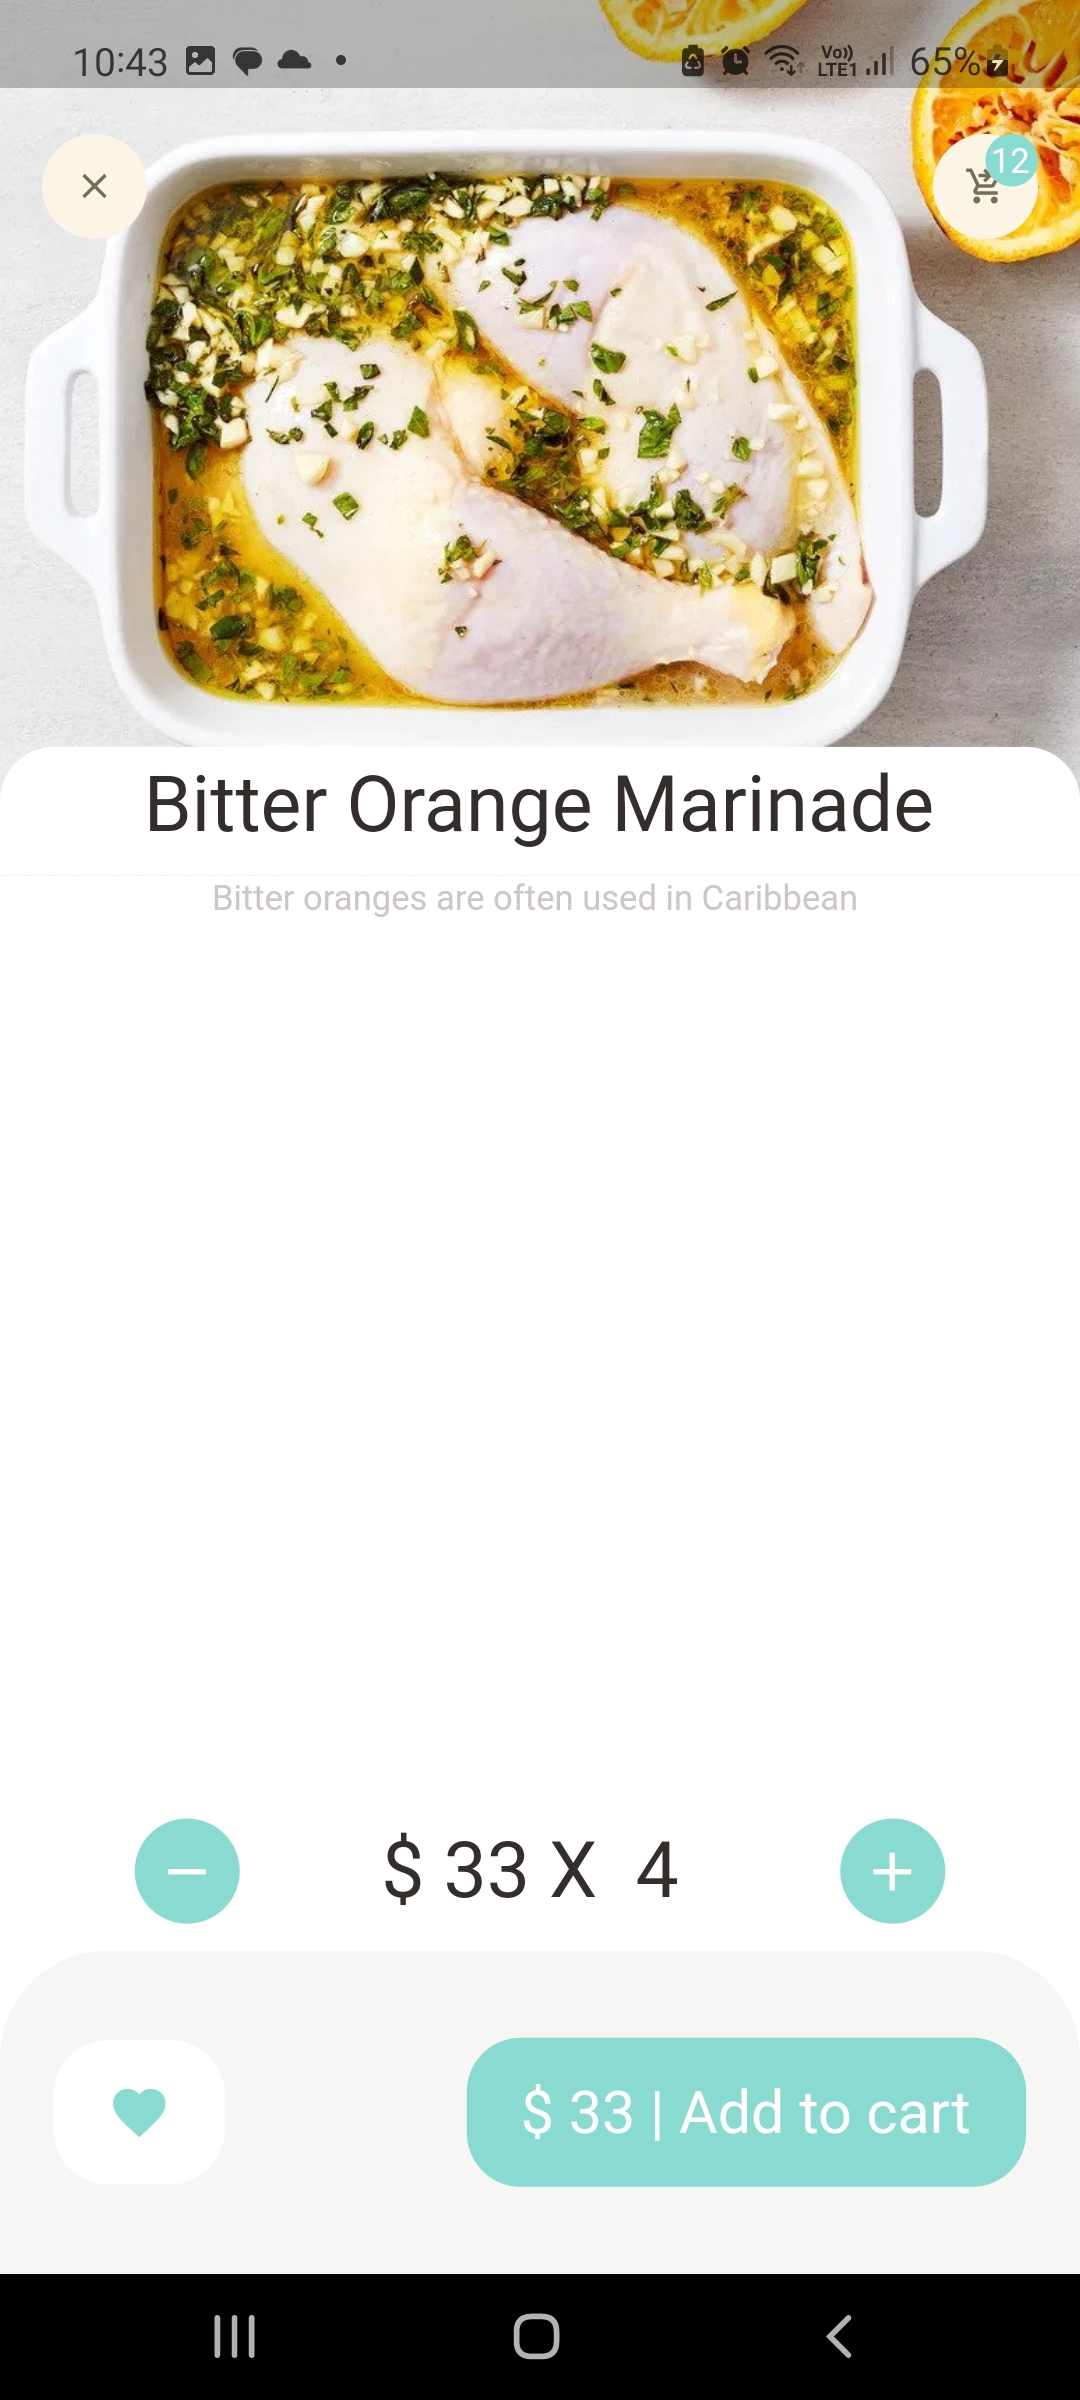 10:43
Vo))
LTE1
65%
12
Bitter Orange Marinade
Bitter oranges are often used in Caribbean
$ 33 X 4
$ 33 | Add to cart